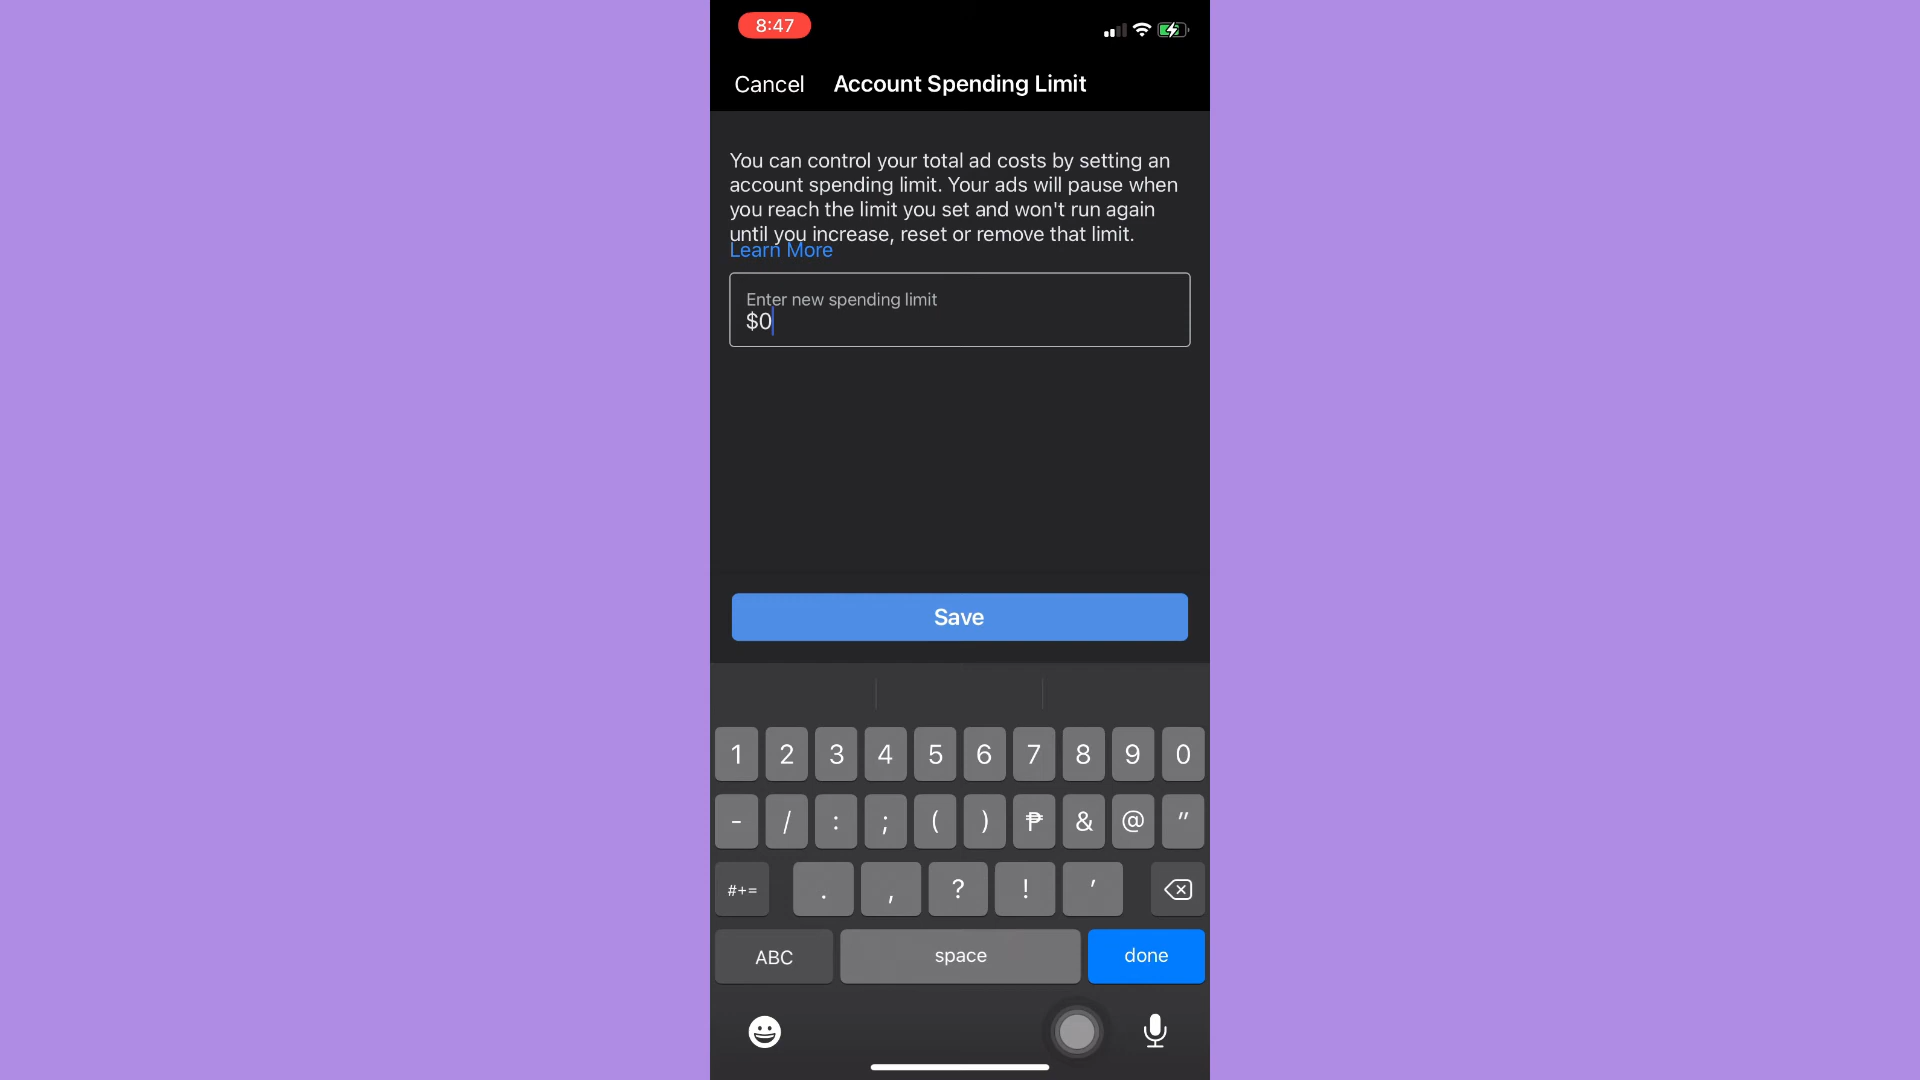 8:47
Cancel Account Spending Limit
You can control your total ad costs by setting an
account spending limit. Your ads will pause when
you reach the limit you set and won't run again
until you increase, reset or remove that limit.
Learn More
Enter new spending limit
$0
Save
1 2 3 4 5 6 7 8 9 0
- / : ; ( ) ₱ & @ "
#+= . , ? ! '
ABC space done